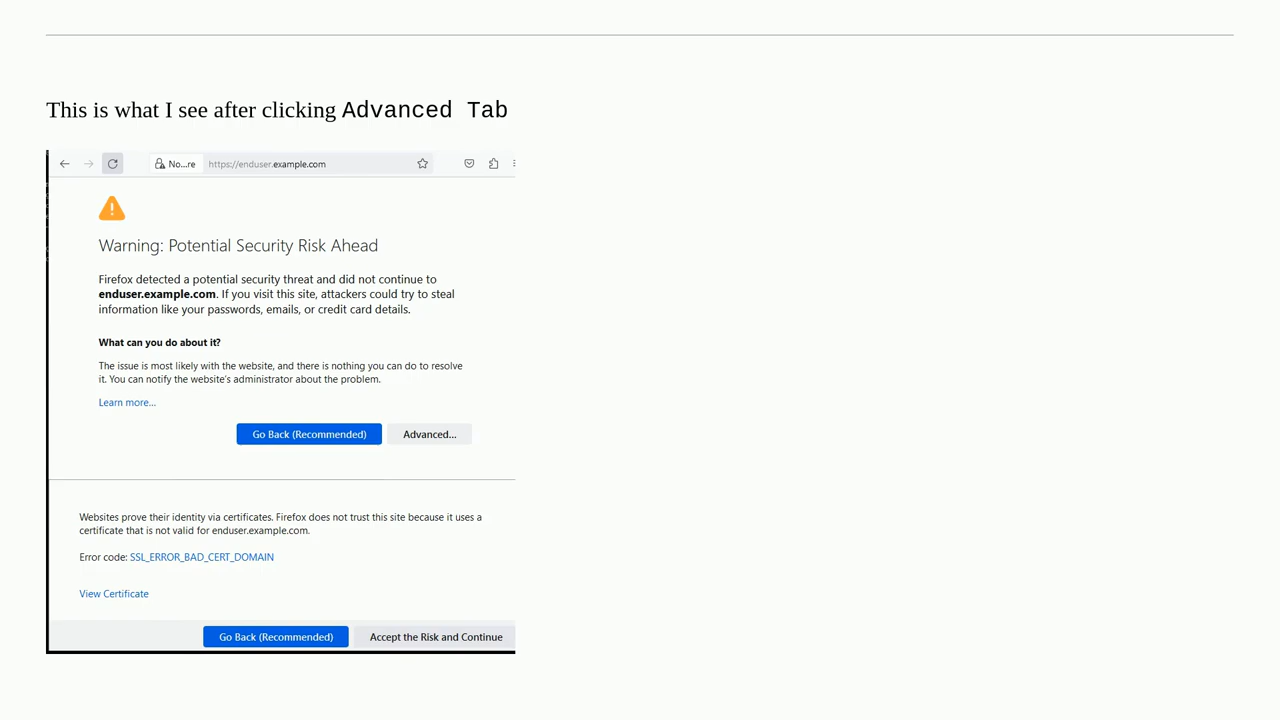 This is what I see after clicking Advanced Tab
No...re https://enduser.example.com
Warning: Potential Security Risk Ahead
Firefox detected a potential security threat and did not continue to
enduser.example.com. If you visit this site, attackers could try to steal
information like your passwords, emails, or credit card details.
What can you do about it?
The issue is most likely with the website, and there is nothing you can do to resolve
it. You can notify the website's administrator about the problem.
Learn more...
Go Back (Recommended) Advanced...
Websites prove their identity via certificates. Firefox does not trust this site because it uses a
certificate that is not valid for enduser.example.com.
Error code: SSL_ERROR_BAD_CERT_DOMAIN
View Certificate
Go Back (Recommended) Accept the Risk and Continue